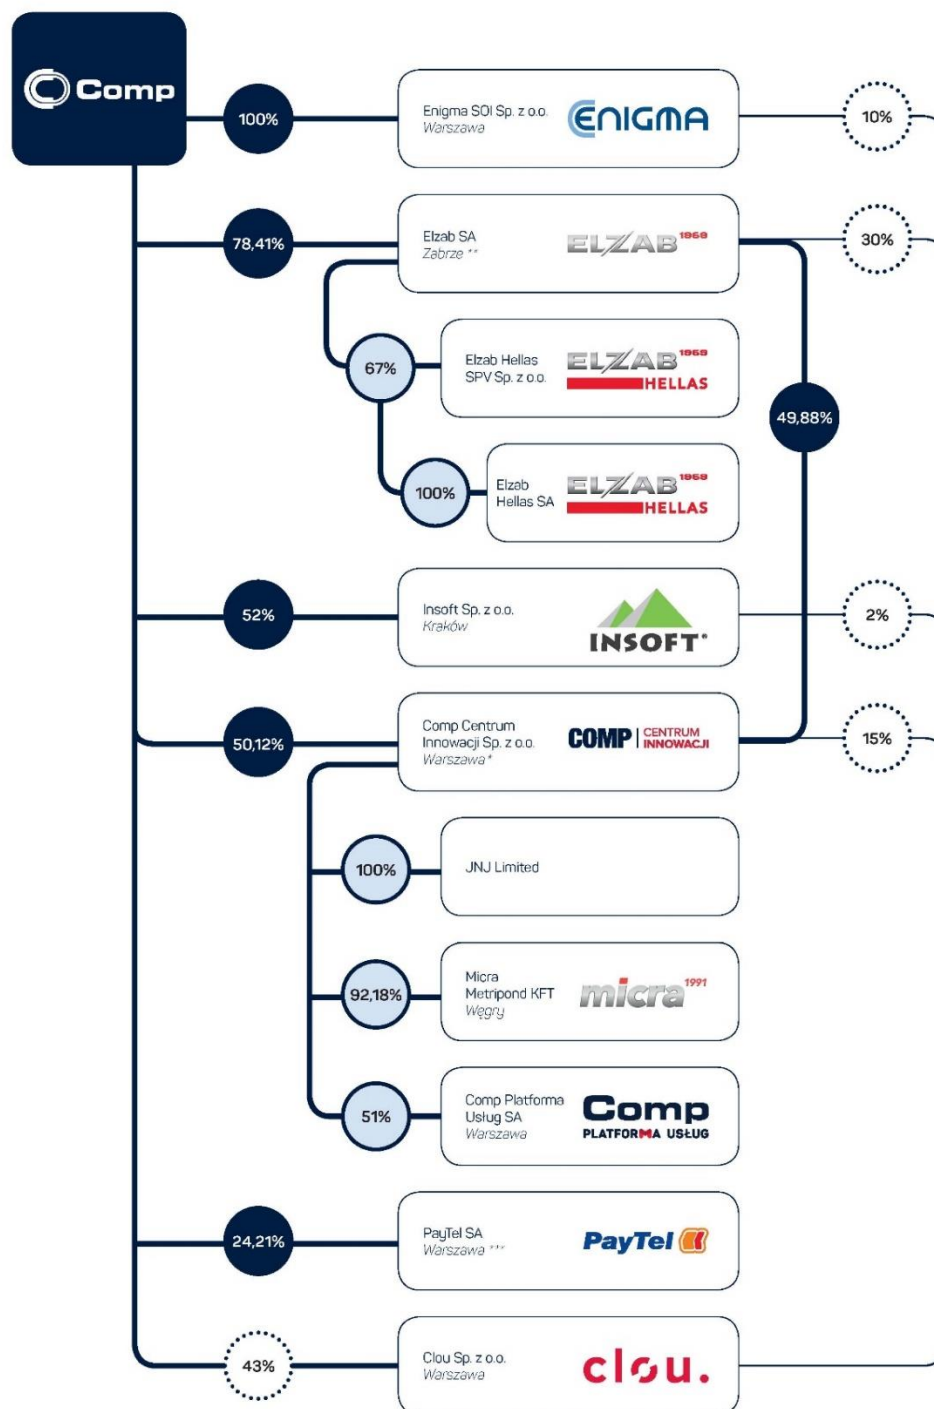 Comp
100%
Enigma SOI Sp. z o.o.
Warszawa
ENIGMA
10%
78,41%
Elzab SA
Zabrze **
ELZAB 1969
30%
67%
Elzab Hellas
SPV Sp. z o.o.
ELZAB 1969
HELLAS
49,88%
100%
Elzab
Hellas SA
ELZAB 1969
HELLAS
52%
Insoft Sp. z o.o.
Kraków
INSOFT®
2%
50,12%
Comp Centrum
Innowacji Sp. z o.o.
Warszawa *
COMP CENTRUM
INNOWACJI
15%
100%
JNJ Limited
92,18%
Micra
Metripond KFT
Węgry
micra 1991
51%
Comp Platforma
Usług SA
Warszawa
Comp
PLATFORMA USŁUG
24,21%
PayTel SA
Warszawa ***
PayTel
43%
Clou Sp. z o.o.
Warszawa
clou.